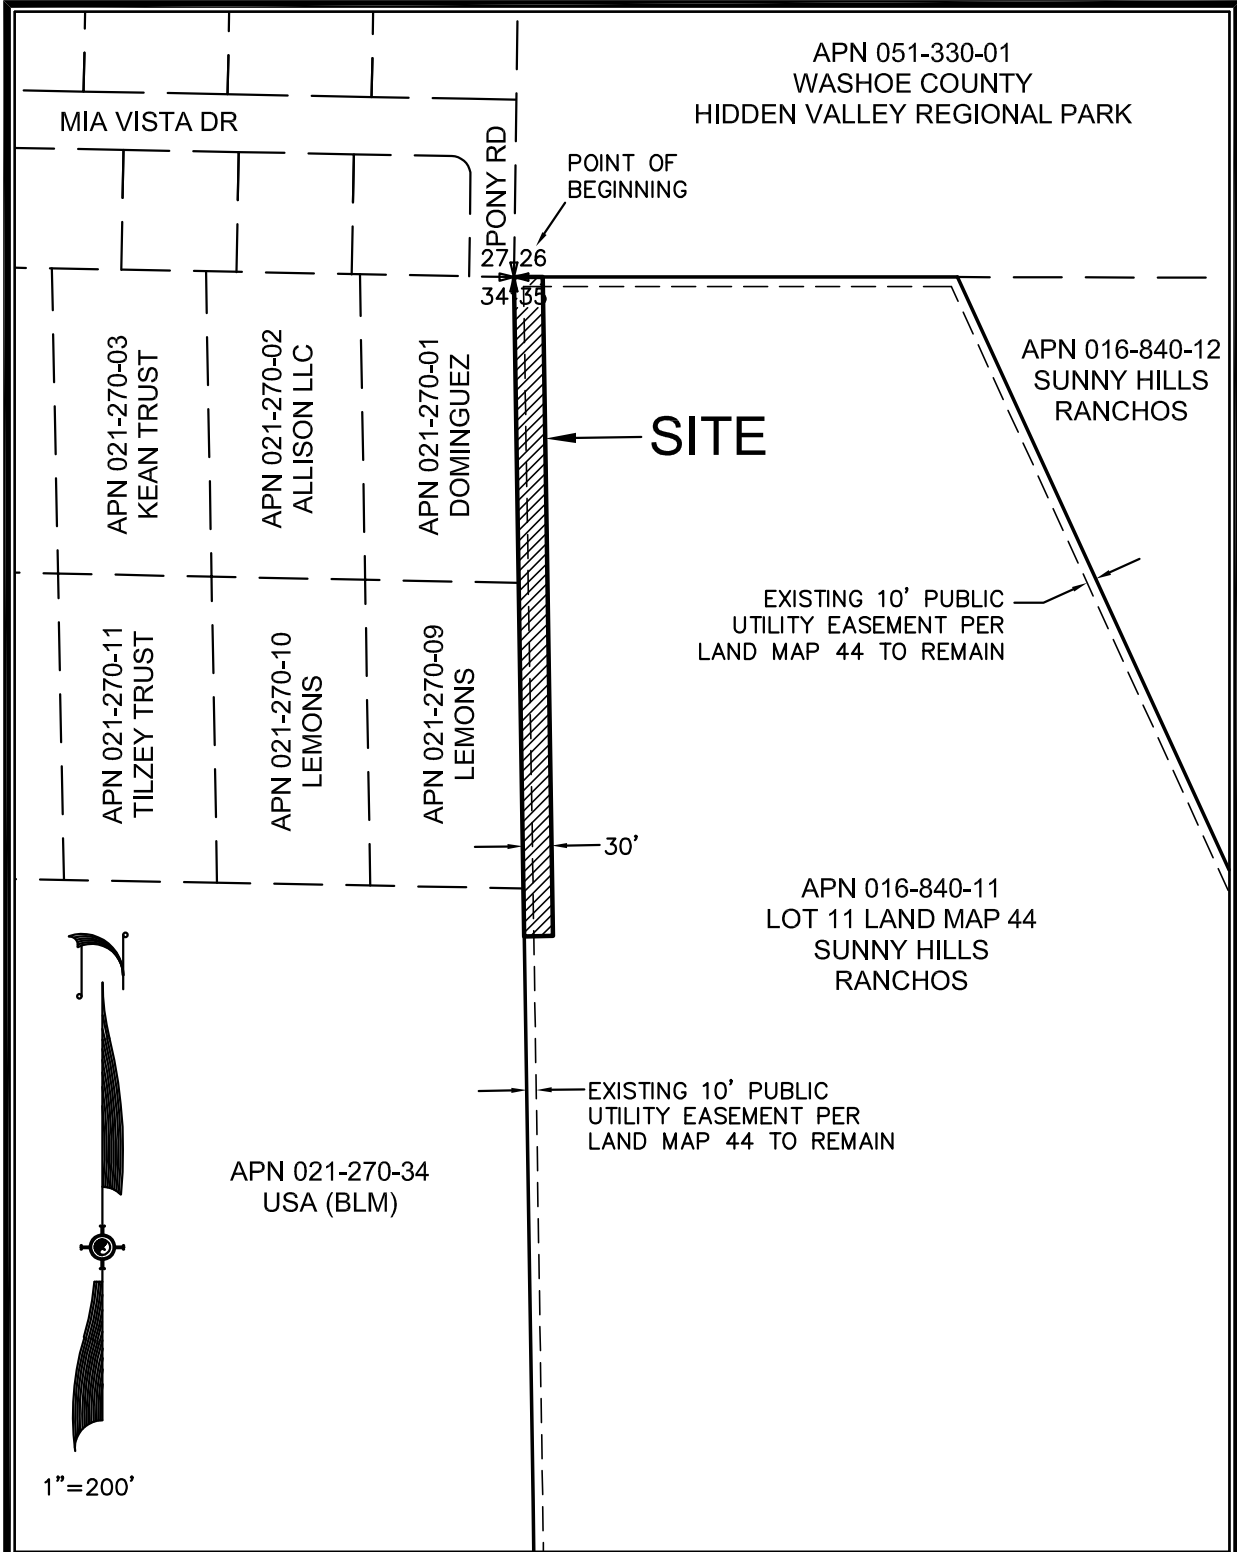 APN 051-330-01
WASHOE COUNTY
HIDDEN VALLEY REGIONAL PARK
MIA VISTA DR
PONY RD
POINT OF
BEGINNING
27 26
34 35
APN 021-270-03
KEAN TRUST
APN 021-270-02
ALLISON LLC
APN 021-270-01
DOMINGUEZ
SITE
APN 016-840-12
SUNNY HILLS
RANCHOS
EXISTING 10' PUBLIC
UTILITY EASEMENT PER
LAND MAP 44 TO REMAIN
APN 021-270-11
TILZEY TRUST
APN 021-270-10
LEMONS
APN 021-270-09
LEMONS
30'
APN 016-840-11
LOT 11 LAND MAP 44
SUNNY HILLS
RANCHOS
EXISTING 10' PUBLIC
UTILITY EASEMENT PER
LAND MAP 44 TO REMAIN
APN 021-270-34
USA (BLM)
1"=200'